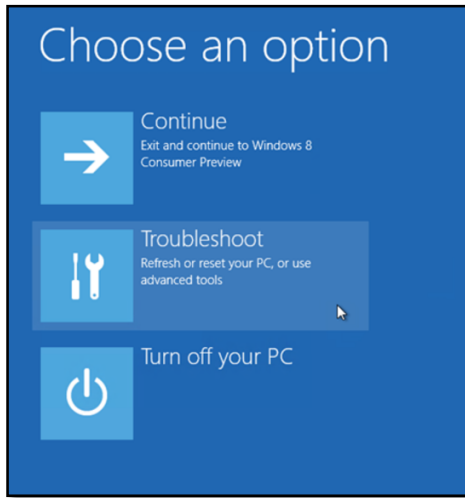 Choose an option
Continue
Exit and continue to Windows 8
Consumer Preview
Troubleshoot
Refresh or reset your PC, or use
advanced tools
Turn off your PC